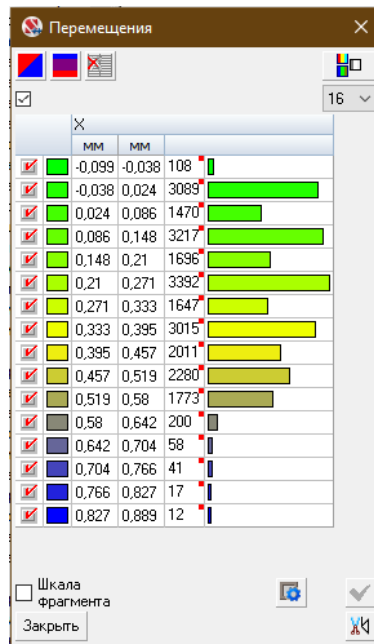 Перемещения
16
X
мм мм
-0,099 -0,038 108
-0,038 0,024 3089
0,024 0,086 1470
0,086 0,148 3217
0,148 0,21 1696
0,21 0,271 3392
0,271 0,333 1647
0,333 0,395 3015
0,395 0,457 2011
0,457 0,519 2280
0,519 0,58 1773
0,58 0,642 200
0,642 0,704 58
0,704 0,766 41
0,766 0,827 17
0,827 0,889 12
Шкала
фрагмента
Закрыть